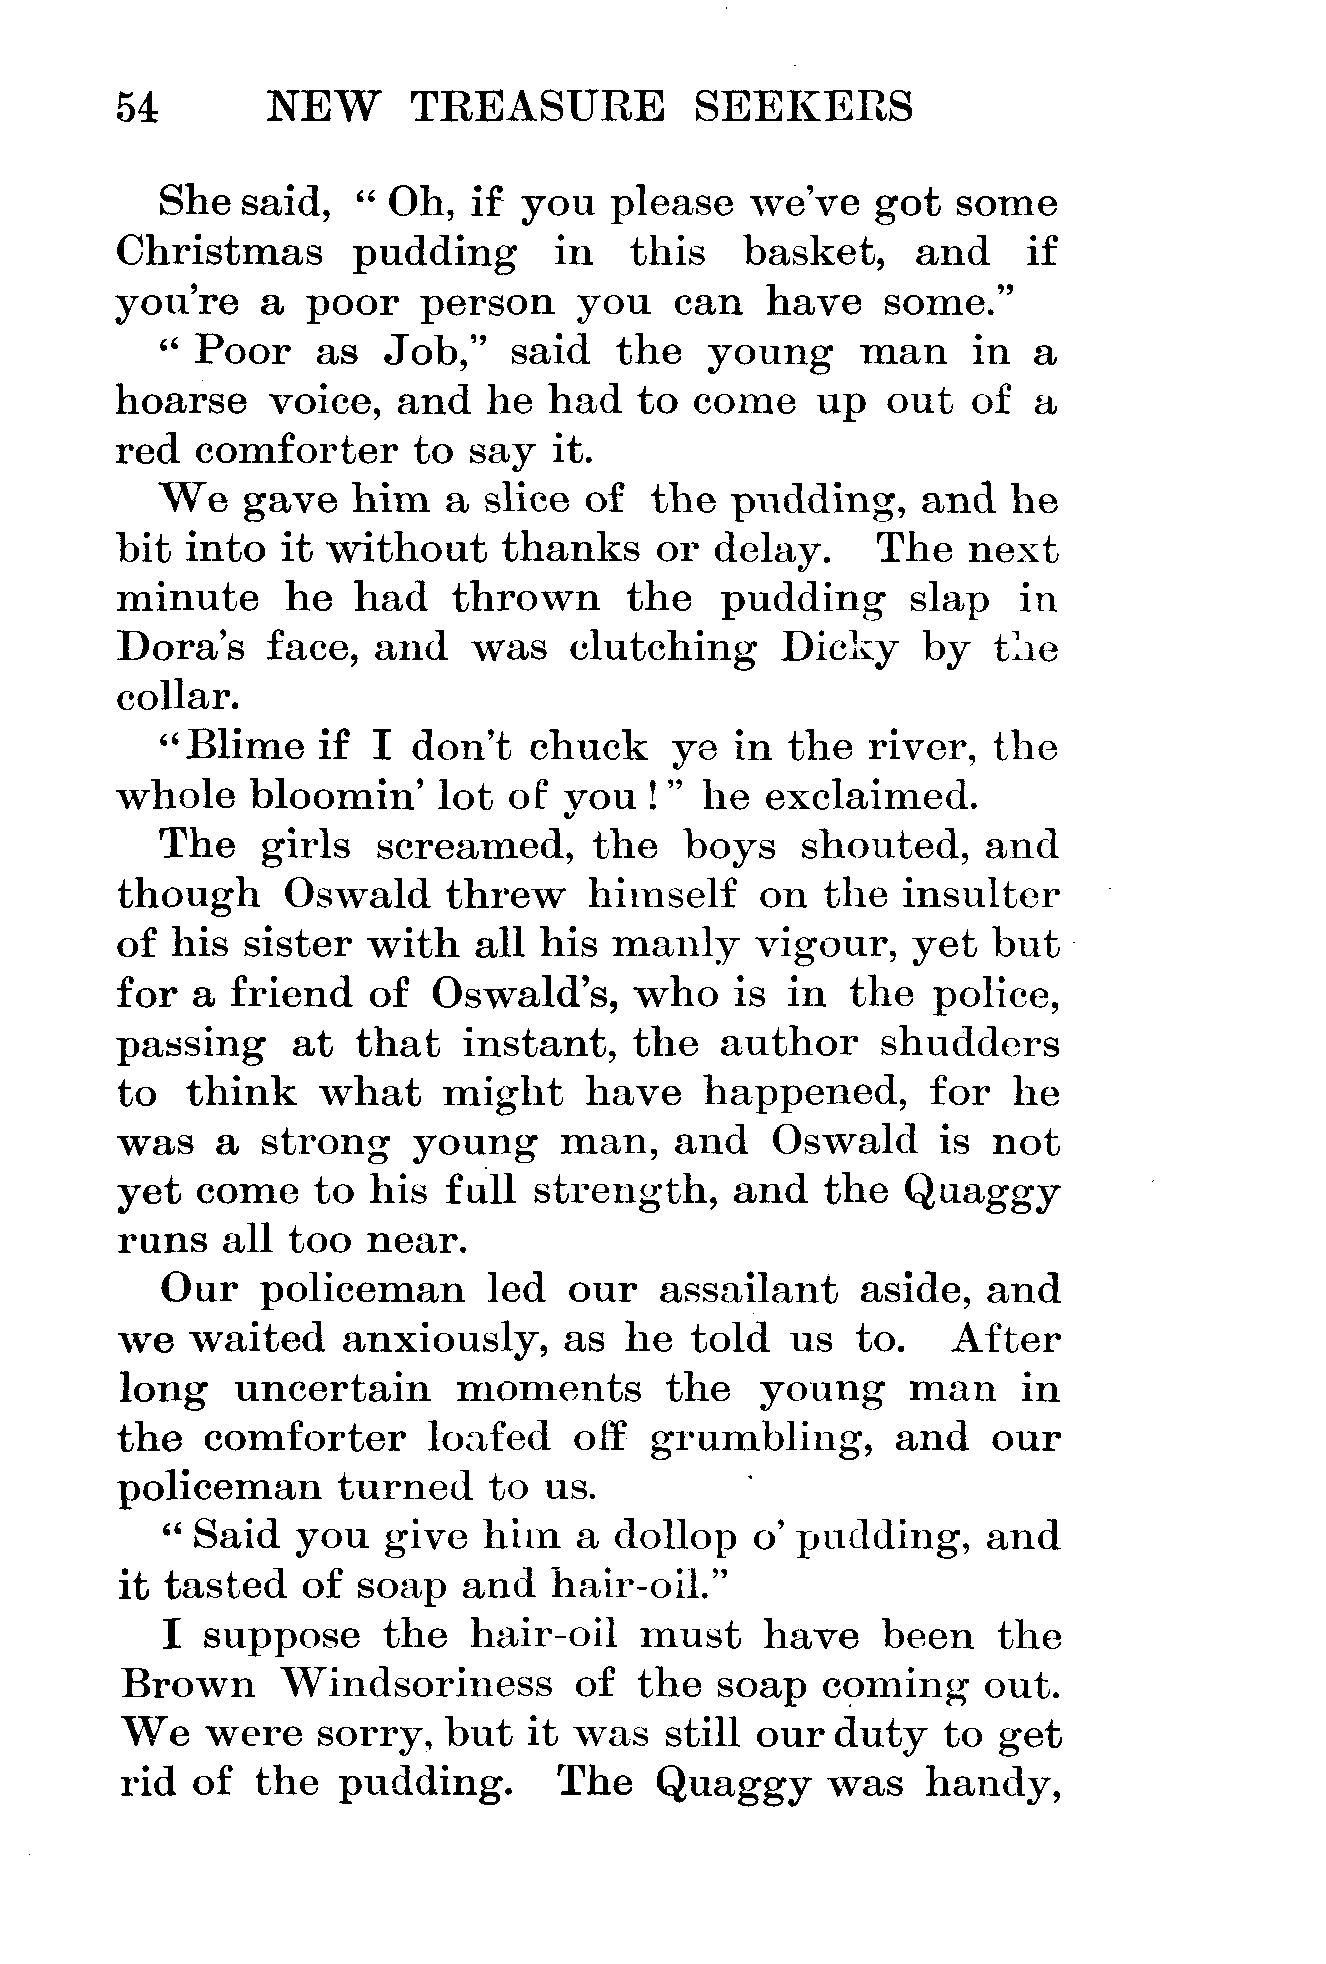 54 NEW TREASURE SEEKERS
She said, “ Oh, if you please we’ve got some
Christmas pudding in this basket, and if
you’re a poor person you can have some.”
“ Poor as Job,” said the young man in a
hoarse voice, and he had to come up out of a
red comforter to say it.
We gave him a slice of the pudding, and he
bit into it without thanks or delay. The next
minute he had thrown the pudding slap in
Dora’s face, and was clutching Dicky by the
collar.
“Blime if I don’t chuck ye in the river, the
whole bloomin’ lot of you ! ” he exclaimed.
The girls screamed, the boys shouted, and
though Oswald threw himself on the insulter
of his sister with all his manly vigour, yet but
for a friend of Oswald’s, who is in the police,
passing at that instant, the author shudders
to think what might have happened, for he
was a strong young man, and Oswald is not
yet come to his full strength, and the Quaggy
runs all too near.
Our policeman led our assailant aside, and
we waited anxiously, as he told us to. After
long uncertain moments the young man in
the comforter loafed off grumbling, and our
policeman turned to us.
“ Said you give him a dollop o’ pudding, and
it tasted of soap and hair-oil.”
I suppose the hair-oil must have been the
Brown Windsoriness of the soap coming out.
We were sorry, but it was still our duty to get
rid of the pudding. The Quaggy was handy,